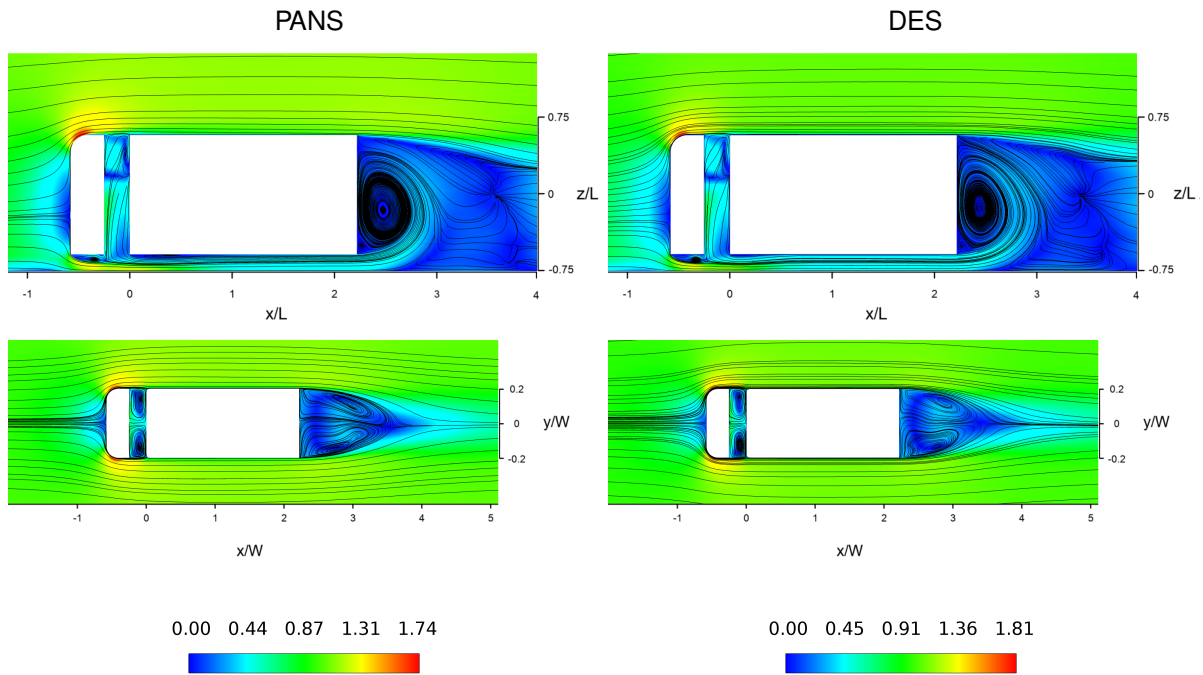 PANS DES
0.75 0.75
0 z/L 0 z/L
-0.75 -0.75
-1 0 1 2 3 4 -1 0 1 2 3 4
x/L x/L
0.2 0.2
0 y/W 0 y/W
-0.2 -0.2
-1 0 1 2 3 4 5 -1 0 1 2 3 4 5
x/W x/W
0.00 0.44 0.87 1.31 1.74 0.00 0.45 0.91 1.36 1.81